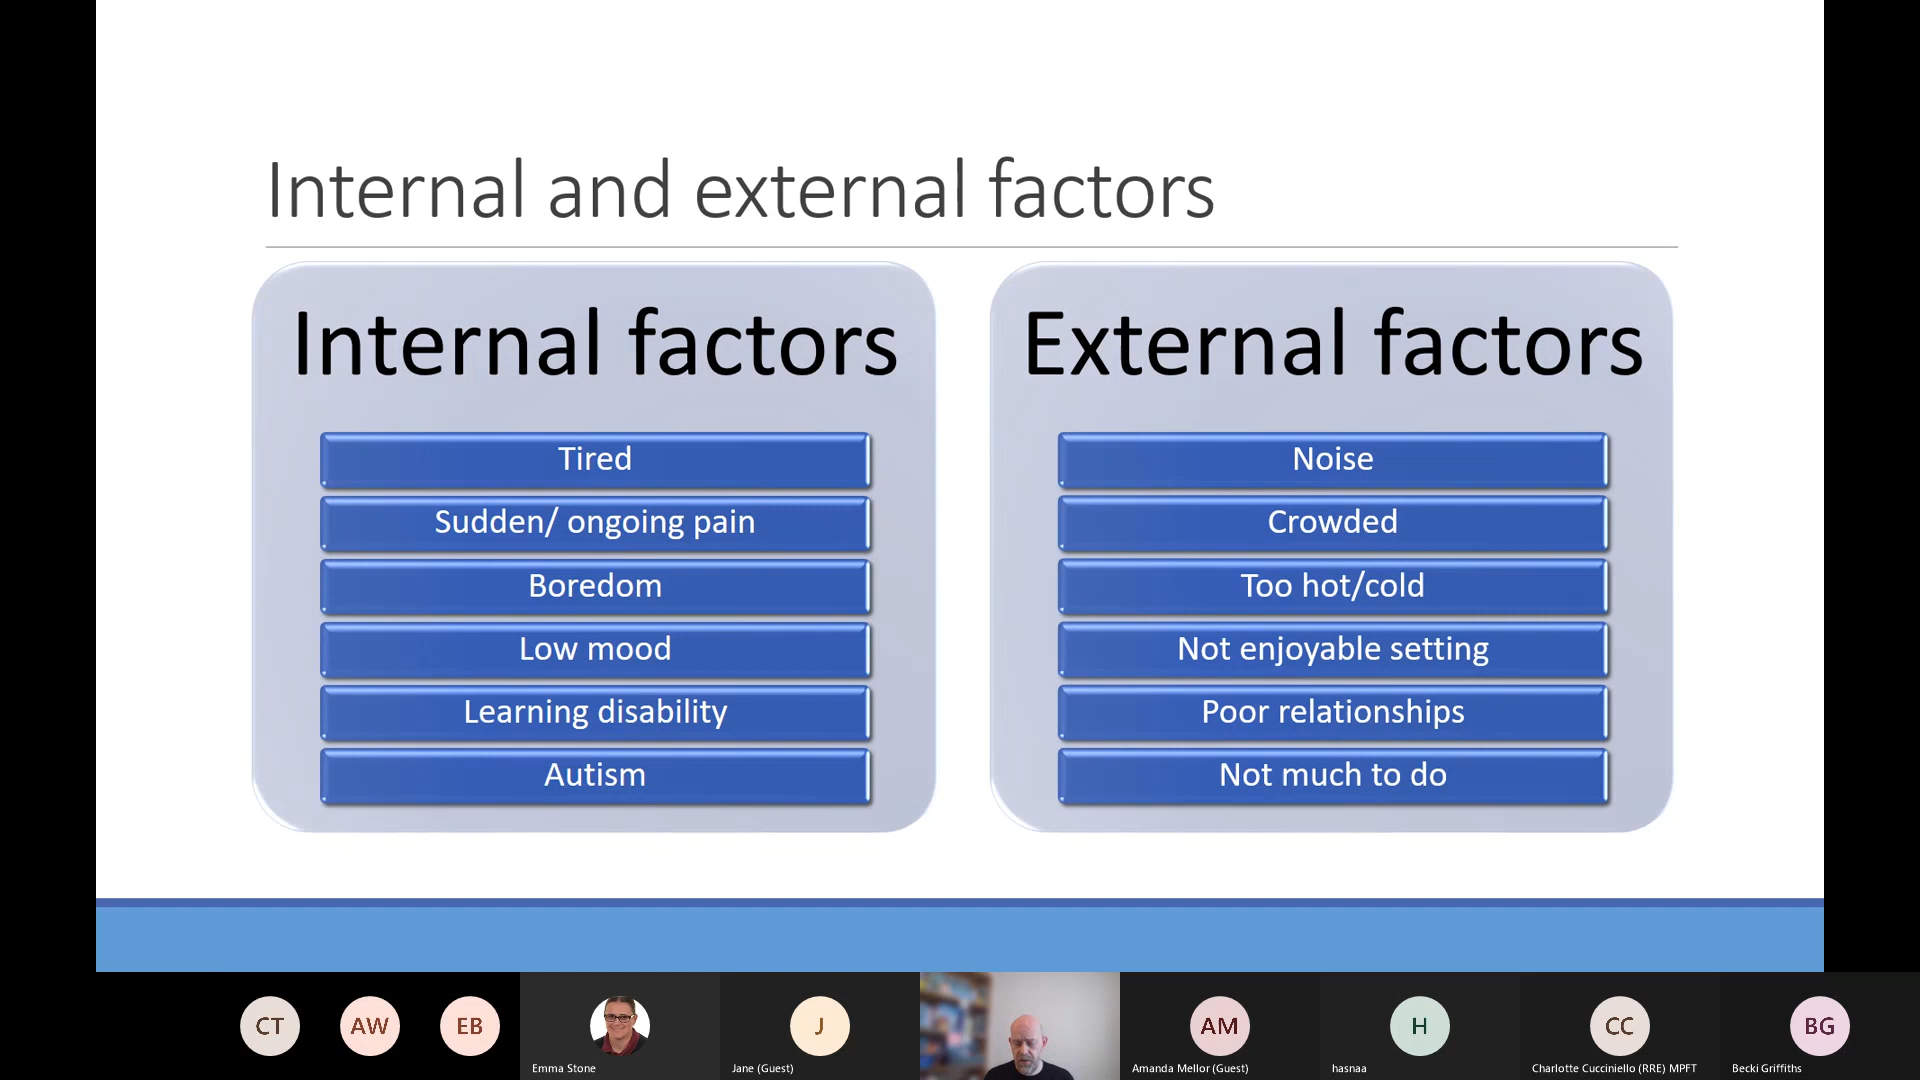 Internal and external factors
Internal factors
Tired
Sudden/ ongoing pain
Boredom
Low mood
Learning disability
Autism
External factors
Noise
Crowded
Too hot/cold
Not enjoyable setting
Poor relationships
Not much to do
CT
AW
EB
Emma Stone
J
Jane (Guest)
AM
Amanda Mellor (Guest)
H
hasnaa
CC
Charlotte Cucciniello (RRE) MPFT
BG
Becki Griffiths